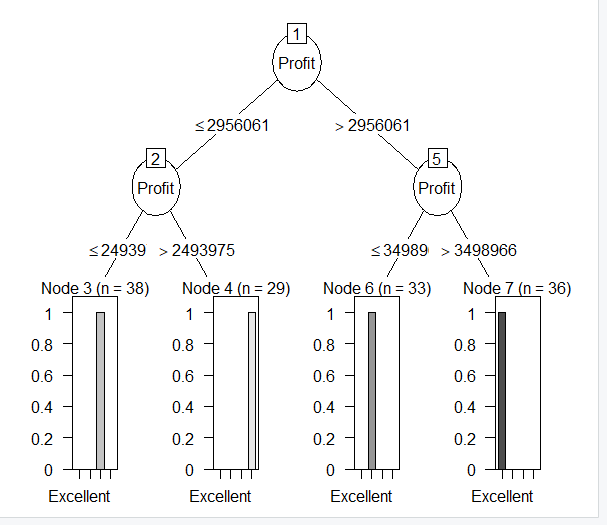 1
Profit
≤ 2956061 > 2956061
2 5
Profit Profit
≤ 24939 > 2493975 ≤ 34989 > 3498966
Node 3 (n = 38) Node 4 (n = 29) Node 6 (n = 33) Node 7 (n = 36)
1 1 1 1
0.8 0.8 0.8 0.8
0.6 0.6 0.6 0.6
0.4 0.4 0.4 0.4
0.2 0.2 0.2 0.2
0 0 0 0
Excellent Excellent Excellent Excellent